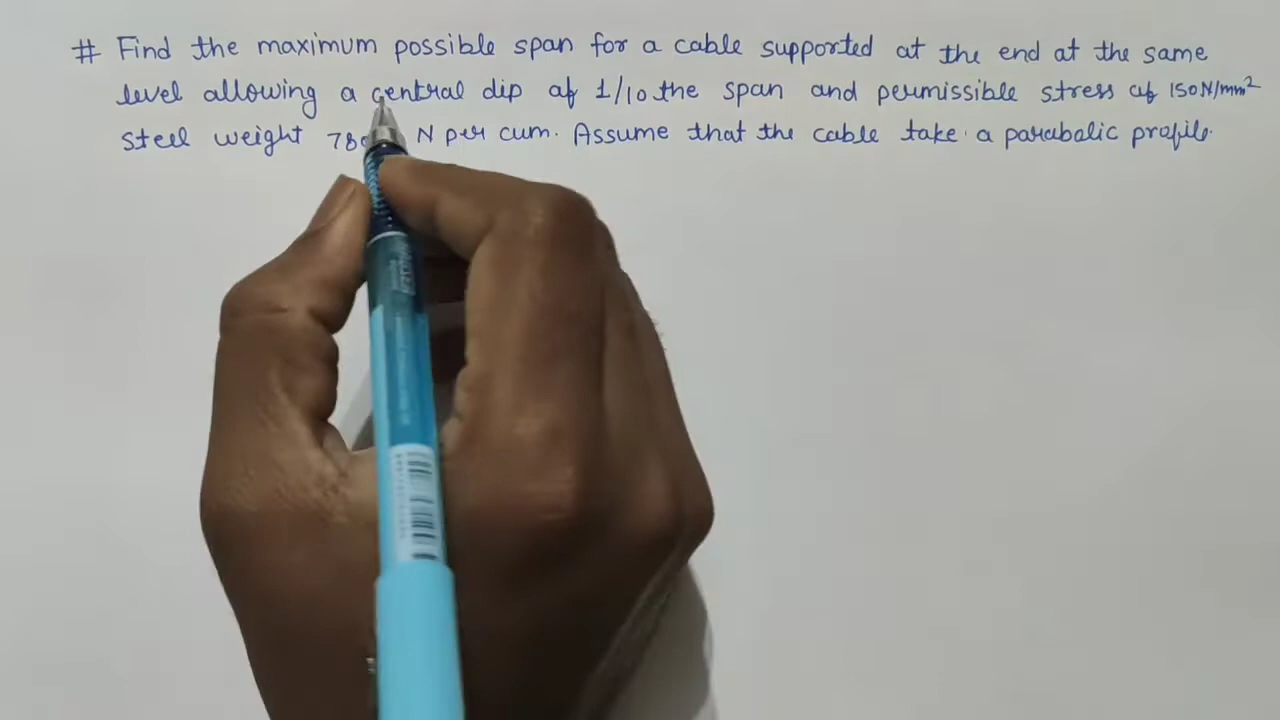 # Find the maximum possible span for a cable supported at the end at the same
level allowing a central dip of 1/10 the span and permissible stress of 150N/mm²
steel weight N per cum. Assume that the cable take a parabolic profile.